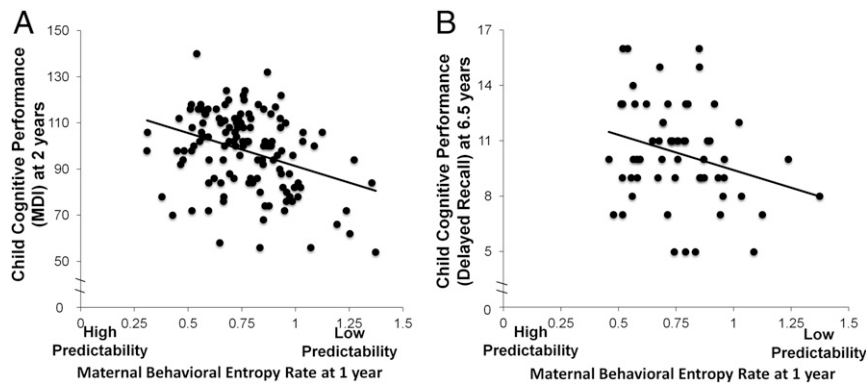 A
Child Cognitive Performance
(MDI) at 2 years
150
130
110
90
70
50
0
0 0.25 0.5 0.75 1 1.25 1.5
High
Predictability
Low
Predictability
Maternal Behavioral Entropy Rate at 1 year
B
Child Cognitive Performance
(Delayed Recall) at 6.5 years
17
14
11
8
5
0
0 0.25 0.5 0.75 1 1.25 1.5
High
Predictability
Low
Predictability
Maternal Behavioral Entropy Rate at 1 year